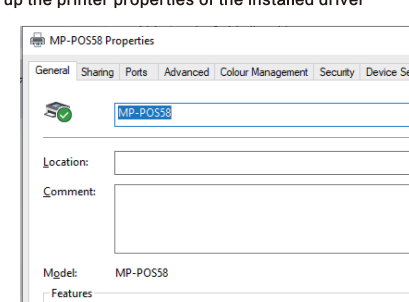 up the printer properties of the installed driver
MP-POS58 Properties
General Sharing Ports Advanced Colour Management Security Device Se
MP-POS58
Location:
Comment:
Model: MP-POS58
Features